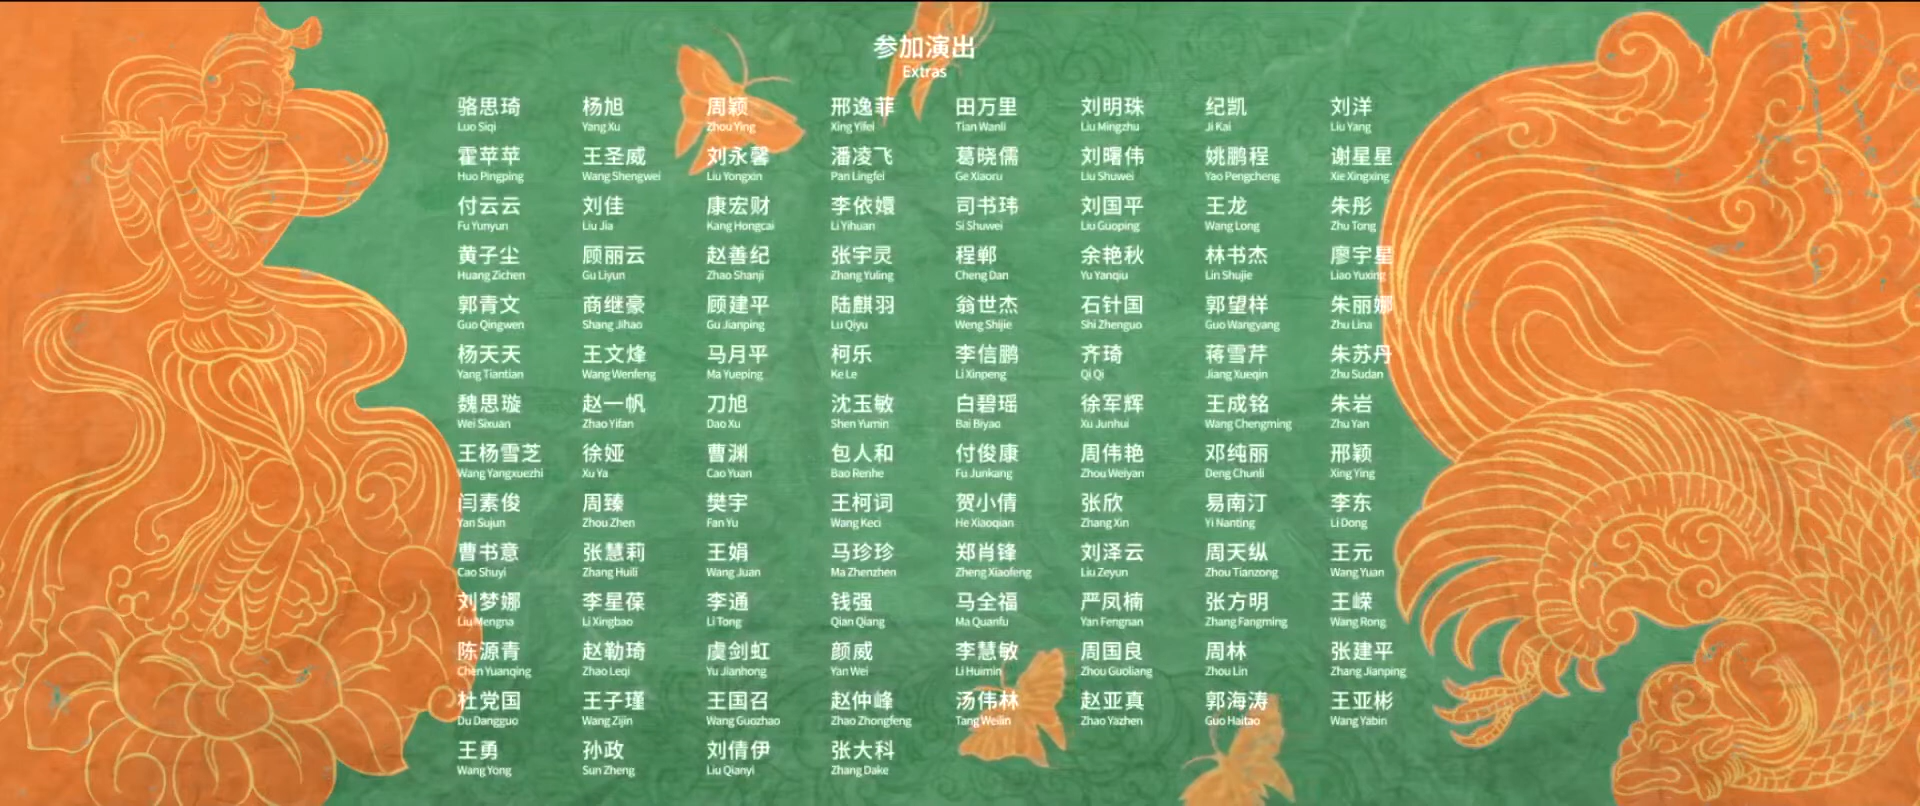 参加演出
Extras
骆思琦 杨旭 周颖 邢逸菲 田万里 刘明珠 纪凯 刘洋
Luo Siqi Yang Xu Zhou Ying Xing Yifei Tian Wanli Liu Mingzhu Ji Kai Liu Yang
霍苹苹 王圣威 刘永馨 潘凌飞 葛晓儒 刘曙伟 姚鹏程 谢星星
Huo Pingping Wang Shengwei Liu Yongxin Pan Lingfei Ge Xiaoru Liu Shuwei Yao Pengcheng Xie Xingxing
付云云 刘佳 康宏财 李依嬛 司书玮 刘国平 王龙 朱彤
Fu Yunyun Liu Jia Kang Hongcai Li Yihuan Si Shuwei Liu Guoping Wang Long Zhu Tong
黄子尘 顾丽云 赵善纪 张宇灵 程郸 余艳秋 林书杰 廖宇星
Huang Zichen Gu Liyun Zhao Shanji Zhang Yuling Cheng Dan Yu Yanqiu Lin Shujie Liao Yuxing
郭青文 商继豪 顾建平 陆麒羽 翁世杰 石针国 郭望样 朱丽娜
Guo Qingwen Shang Jihao Gu Jianping Lu Qiyu Weng Shijie Shi Zhenguo Guo Wangyang Zhu Lina
杨天天 王文烽 马月平 柯乐 李信鹏 齐琦 蒋雪芹 朱苏丹
Yang Tiantian Wang Wenfeng Ma Yueping Ke Le Li Xinpeng Qi Qi Jiang Xueqin Zhu Sudan
魏思璇 赵一帆 刀旭 沈玉敏 白碧瑶 徐军辉 王成铭 朱岩
Wei Sixuan Zhao Yifan Dao Xu Shen Yumin Bai Biyao Xu Junhui Wang Chengming Zhu Yan
王杨雪芝 徐娅 曹渊 包人和 付俊康 周伟艳 邓纯丽 邢颖
Wang Yangxuezhi Xu Ya Cao Yuan Bao Renhe Fu Junkang Zhou Weiyan Deng Chunli Xing Ying
闫素俊 周臻 樊宇 王柯词 贺小倩 张欣 易南汀 李东
Yan Sujun Zhou Zhen Fan Yu Wang Keci He Xiaoqian Zhang Xin Yi Nanting Li Dong
曹书意 张慧莉 王娟 马珍珍 郑肖锋 刘泽云 周天纵 王元
Cao Shuyi Zhang Huili Wang Juan Ma Zhenzhen Zheng Xiaofeng Liu Zeyun Zhou Tianzong Wang Yuan
刘梦娜 李星葆 李通 钱强 马全福 严凤楠 张方明 王嵘
Liu Mengna Li Xingbao Li Tong Qian Qiang Ma Quanfu Yan Fengnan Zhang Fangming Wang Rong
陈源青 赵勒琦 虞剑虹 颜威 李慧敏 周国良 周林 张建平
Chen Yuanqing Zhao Leqi Yu Jianhong Yan Wei Li Huimin Zhou Guoliang Zhou Lin Zhang Jianping
杜党国 王子瑾 王国召 赵仲峰 汤伟林 赵亚真 郭海涛 王亚彬
Du Dangguo Wang Zijin Wang Guozhao Zhao Zhongfeng Tang Weilin Zhao Yazhen Guo Haitao Wang Yabin
王勇 孙政 刘倩伊 张大科
Wang Yong Sun Zheng Liu Qianyi Zhang Dake